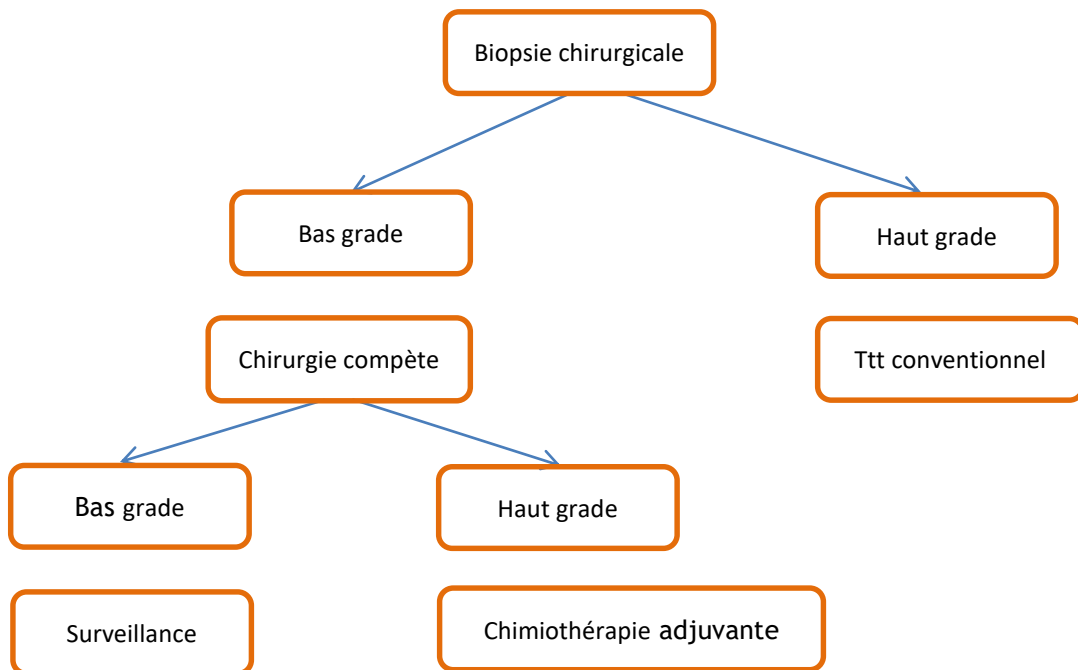 Biopsie chirurgicale
Bas grade
Haut grade
Chirurgie compète
Ttt conventionnel
Bas grade
Haut grade
Surveillance
Chimiothérapie adjuvante